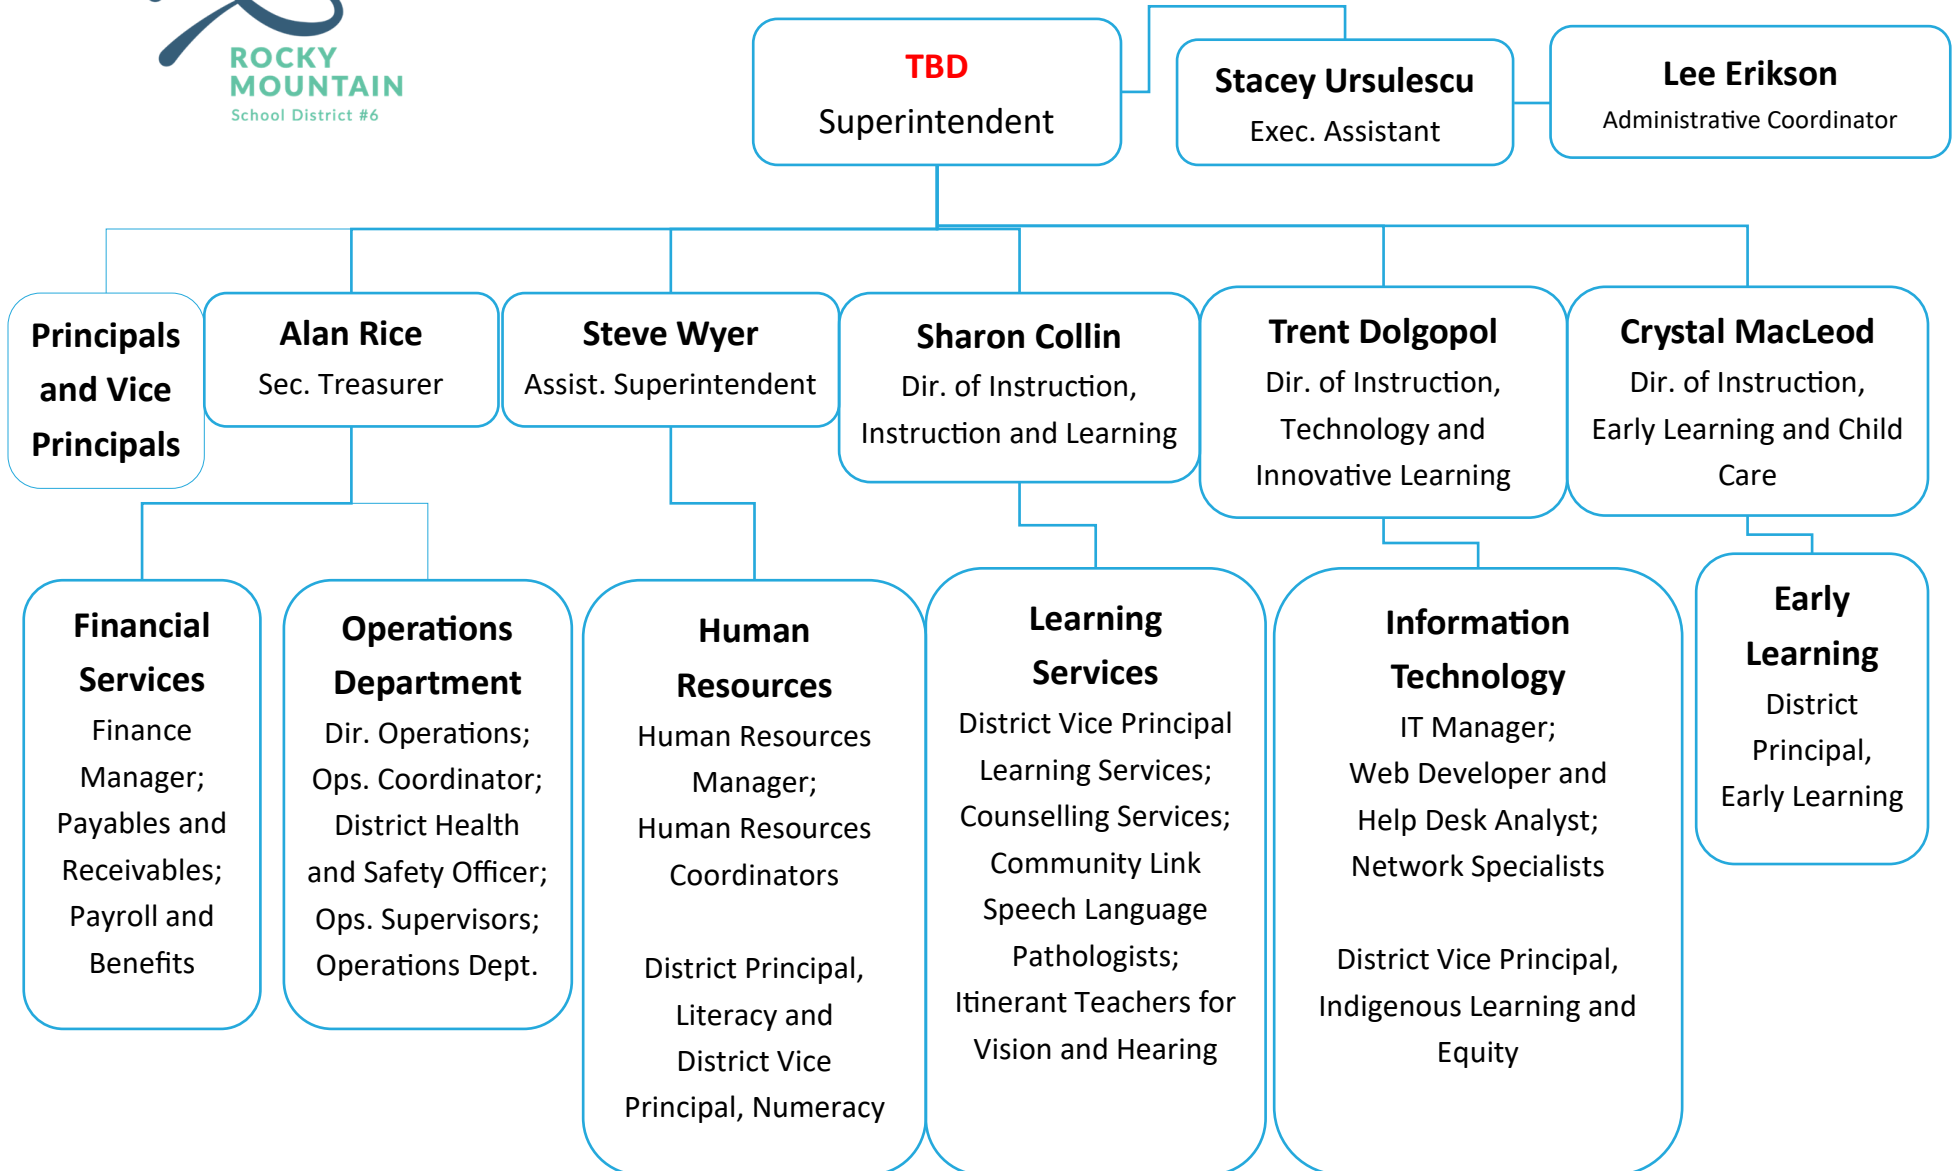 ROCKY
MOUNTAIN
School District #6
TBD
Superintendent
Stacey Ursulescu
Exec. Assistant
Lee Erikson
Administrative Coordinator
Principals
and Vice
Principals
Alan Rice
Sec. Treasurer
Steve Wyer
Assist. Superintendent
Sharon Collin
Dir. of Instruction,
Instruction and Learning
Trent Dolgopol
Dir. of Instruction,
Technology and
Innovative Learning
Crystal MacLeod
Dir. of Instruction,
Early Learning and Child
Care
Financial
Services
Finance
Manager;
Payables and
Receivables;
Payroll and
Benefits
Operations
Department
Dir. Operations;
Ops. Coordinator;
District Health
and Safety Officer;
Ops. Supervisors;
Operations Dept.
Human
Resources
Human Resources
Manager;
Human Resources
Coordinators
District Principal,
Literacy and
District Vice
Principal, Numeracy
Learning
Services
District Vice Principal
Learning Services;
Counselling Services;
Community Link
Speech Language
Pathologists;
Itinerant Teachers for
Vision and Hearing
Information
Technology
IT Manager;
Web Developer and
Help Desk Analyst;
Network Specialists
District Vice Principal,
Indigenous Learning and
Equity
Early
Learning
District
Principal,
Early Learning